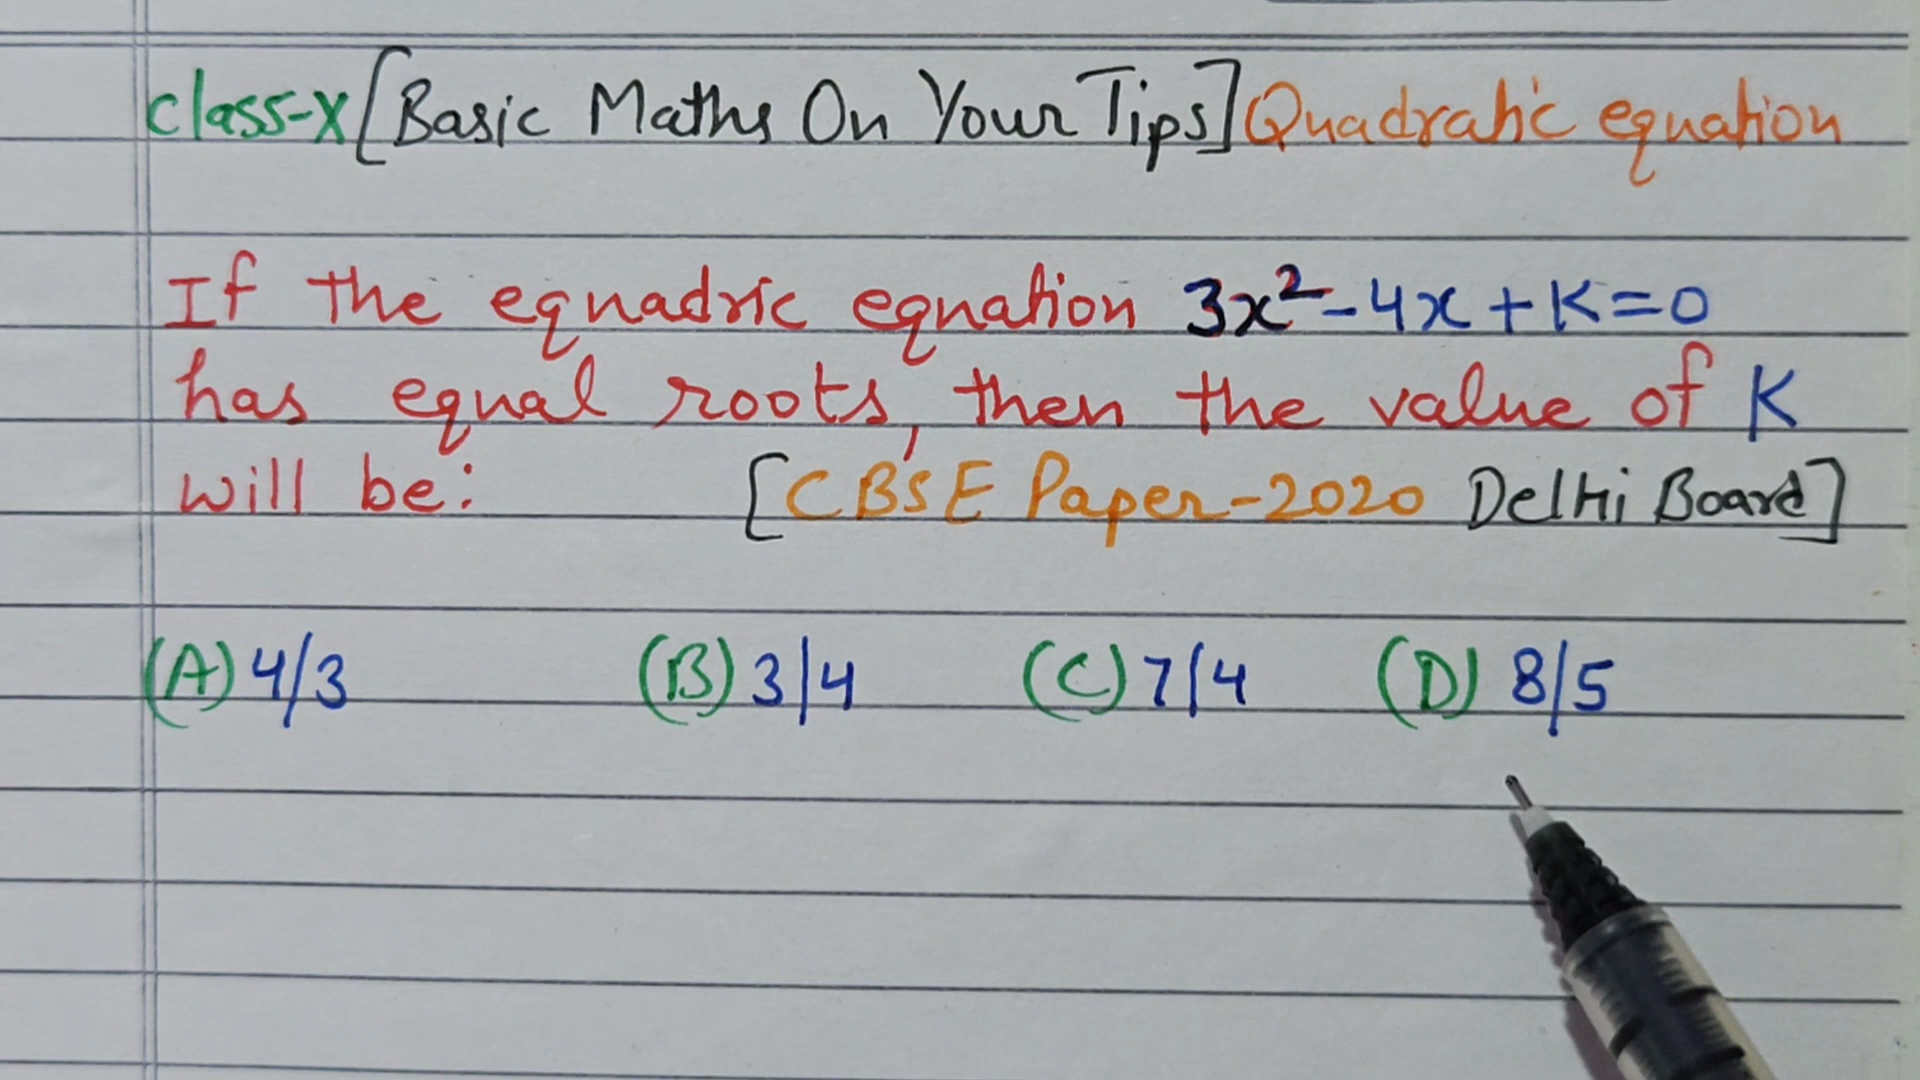 class-X [Basic Maths On Your Tips] Quadratic equation
If the equadric equation 3x²-4x+K=0
has equal roots, then the value of K
will be: [CBSE Paper-2020 Delhi Board]
(A) 4/3 (B) 3/4 (C) 7/4 (D) 8/5